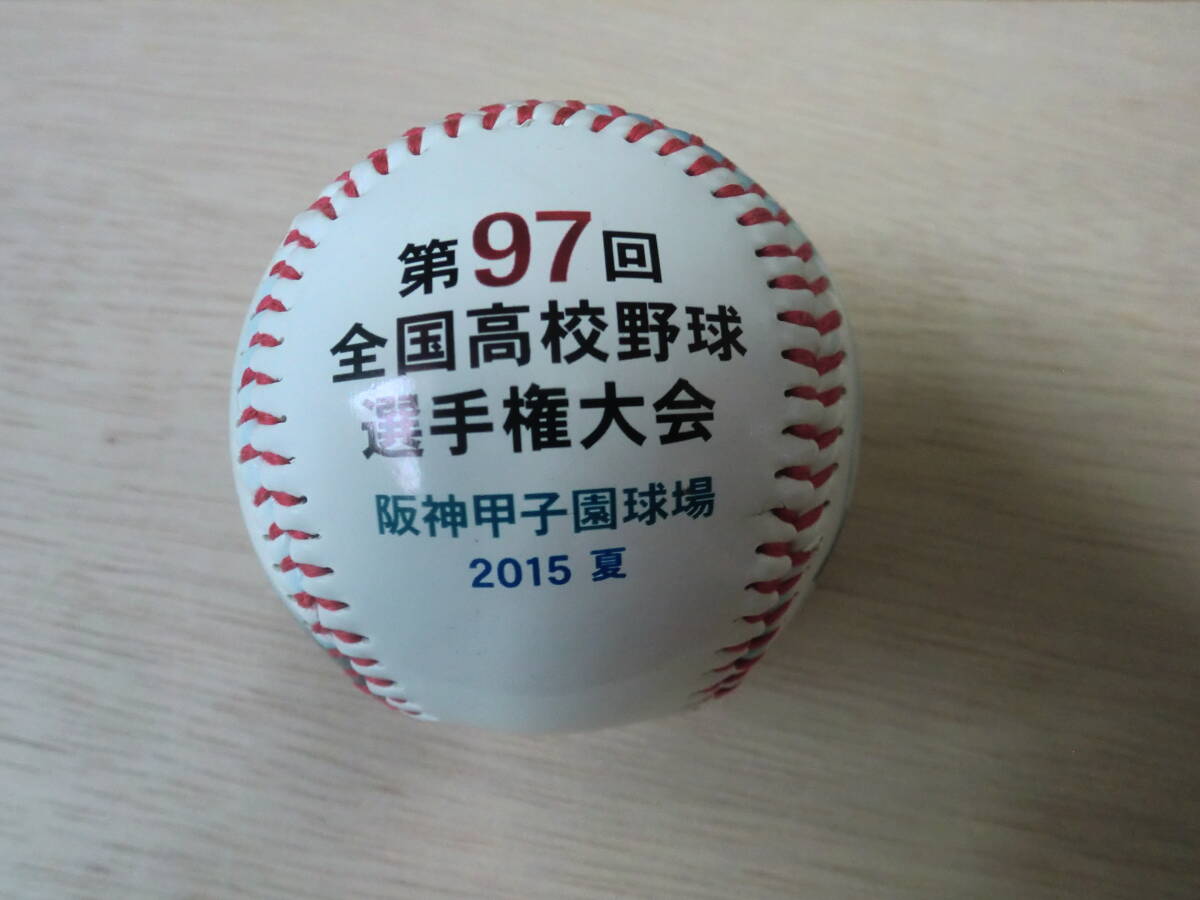 第97回
全国高校野球
選手権大会
阪神甲子園球場
2015 夏